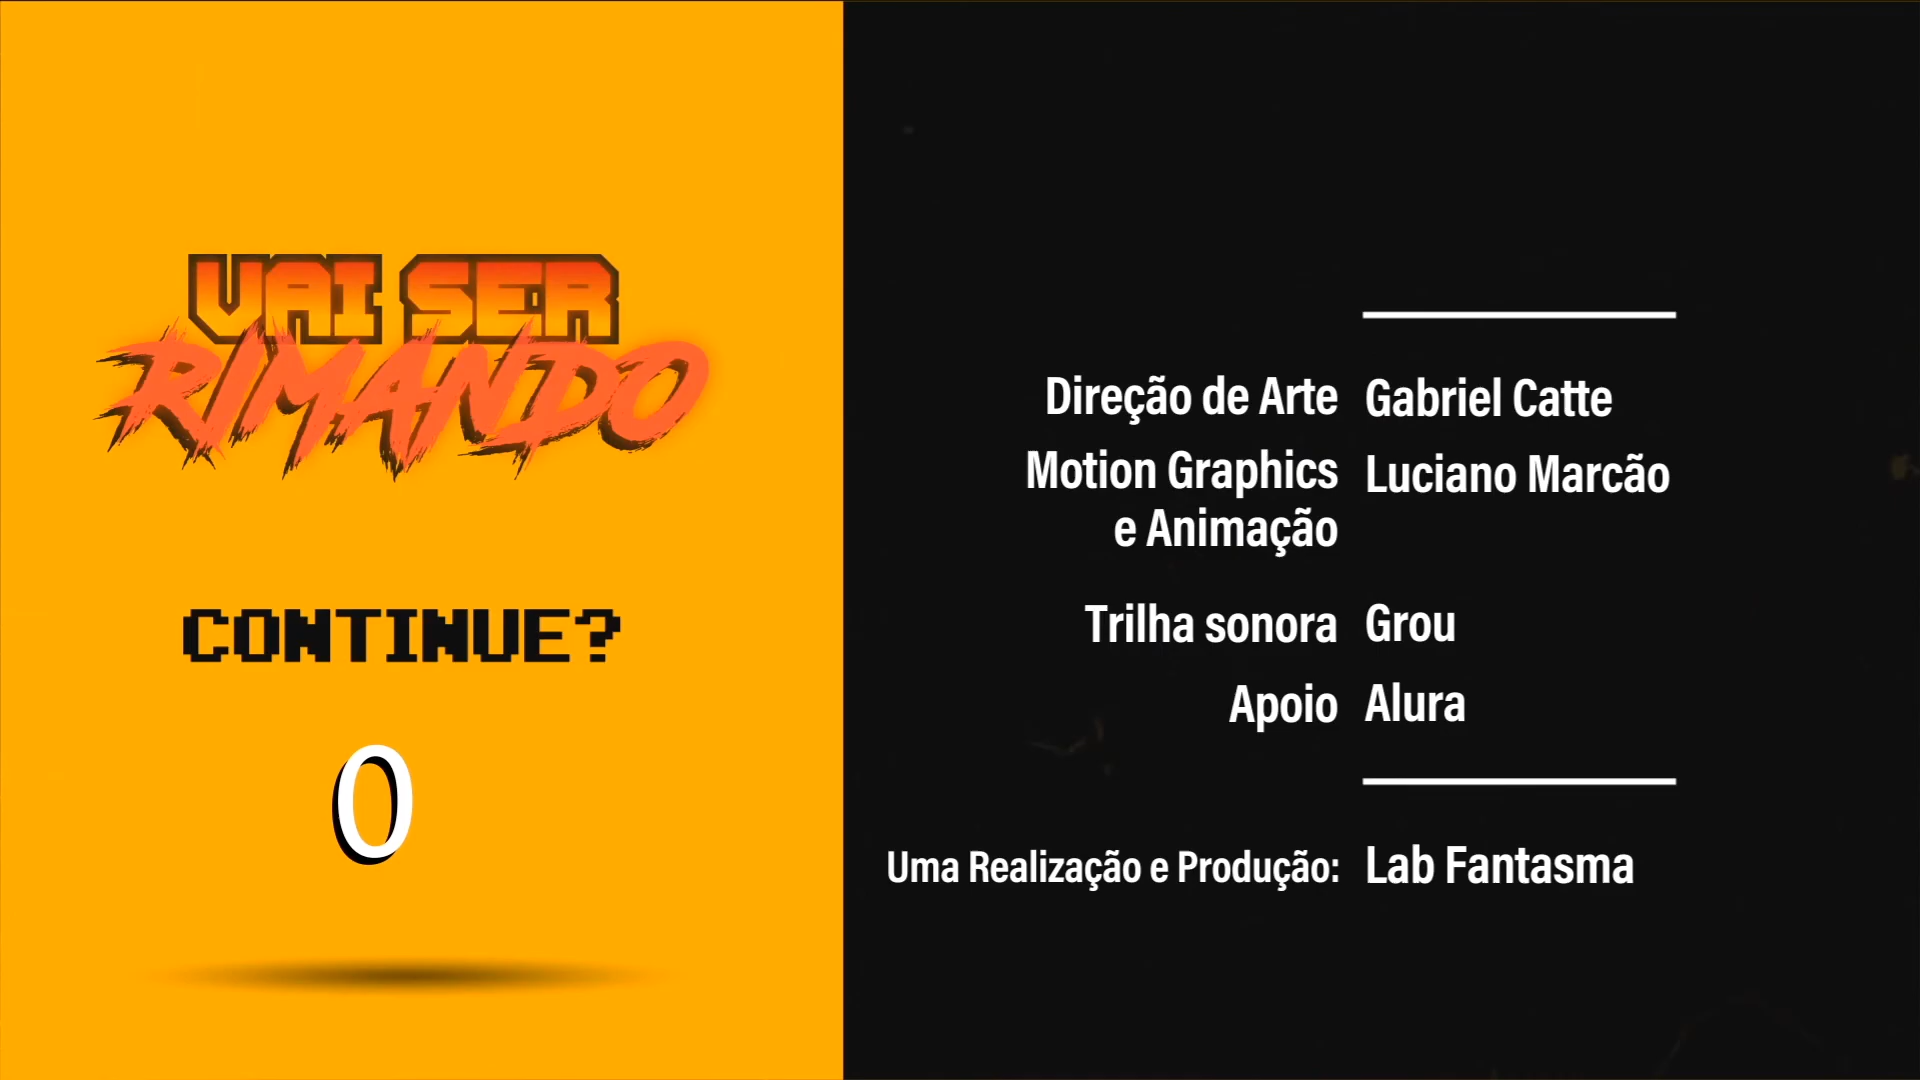 VAI SER
RIMANDO
CONTINUE?
0
Direção de Arte Gabriel Catte
Motion Graphics Luciano Marcão
e Animação
Trilha sonora Grou
Apoio Alura
Uma Realização e Produção: Lab Fantasma